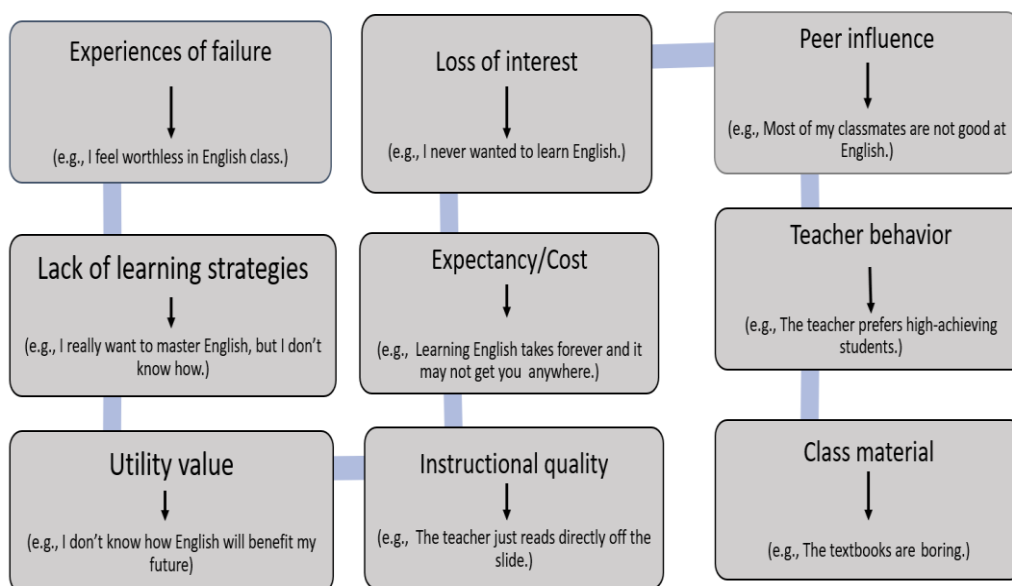 Experiences of failure
(e.g., I feel worthless in English class.)
Lack of learning strategies
(e.g., I really want to master English, but I don't
know how.)
Utility value
(e.g., I don't know how English will benefit my
future)
Instructional quality
(e.g., The teacher just reads directly off the
slide.)
Expectancy/Cost
(e.g., Learning English takes forever and it
may not get you anywhere.)
Loss of interest
(e.g., I never wanted to learn English.)
Peer influence
(e.g., Most of my classmates are not good at
English.)
Teacher behavior
(e.g., The teacher prefers high-achieving
students.)
Class material
(e.g., The textbooks are boring.)